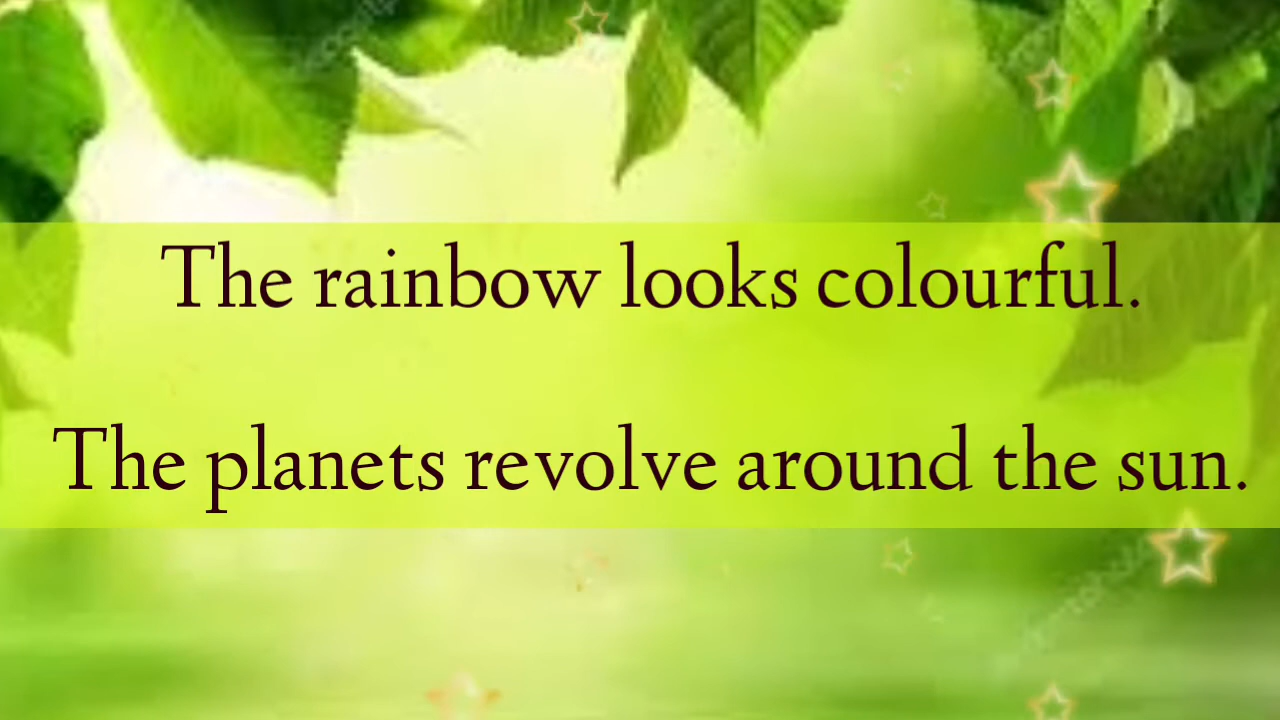 The rainbow looks colourful.
The planets revolve around the sun.